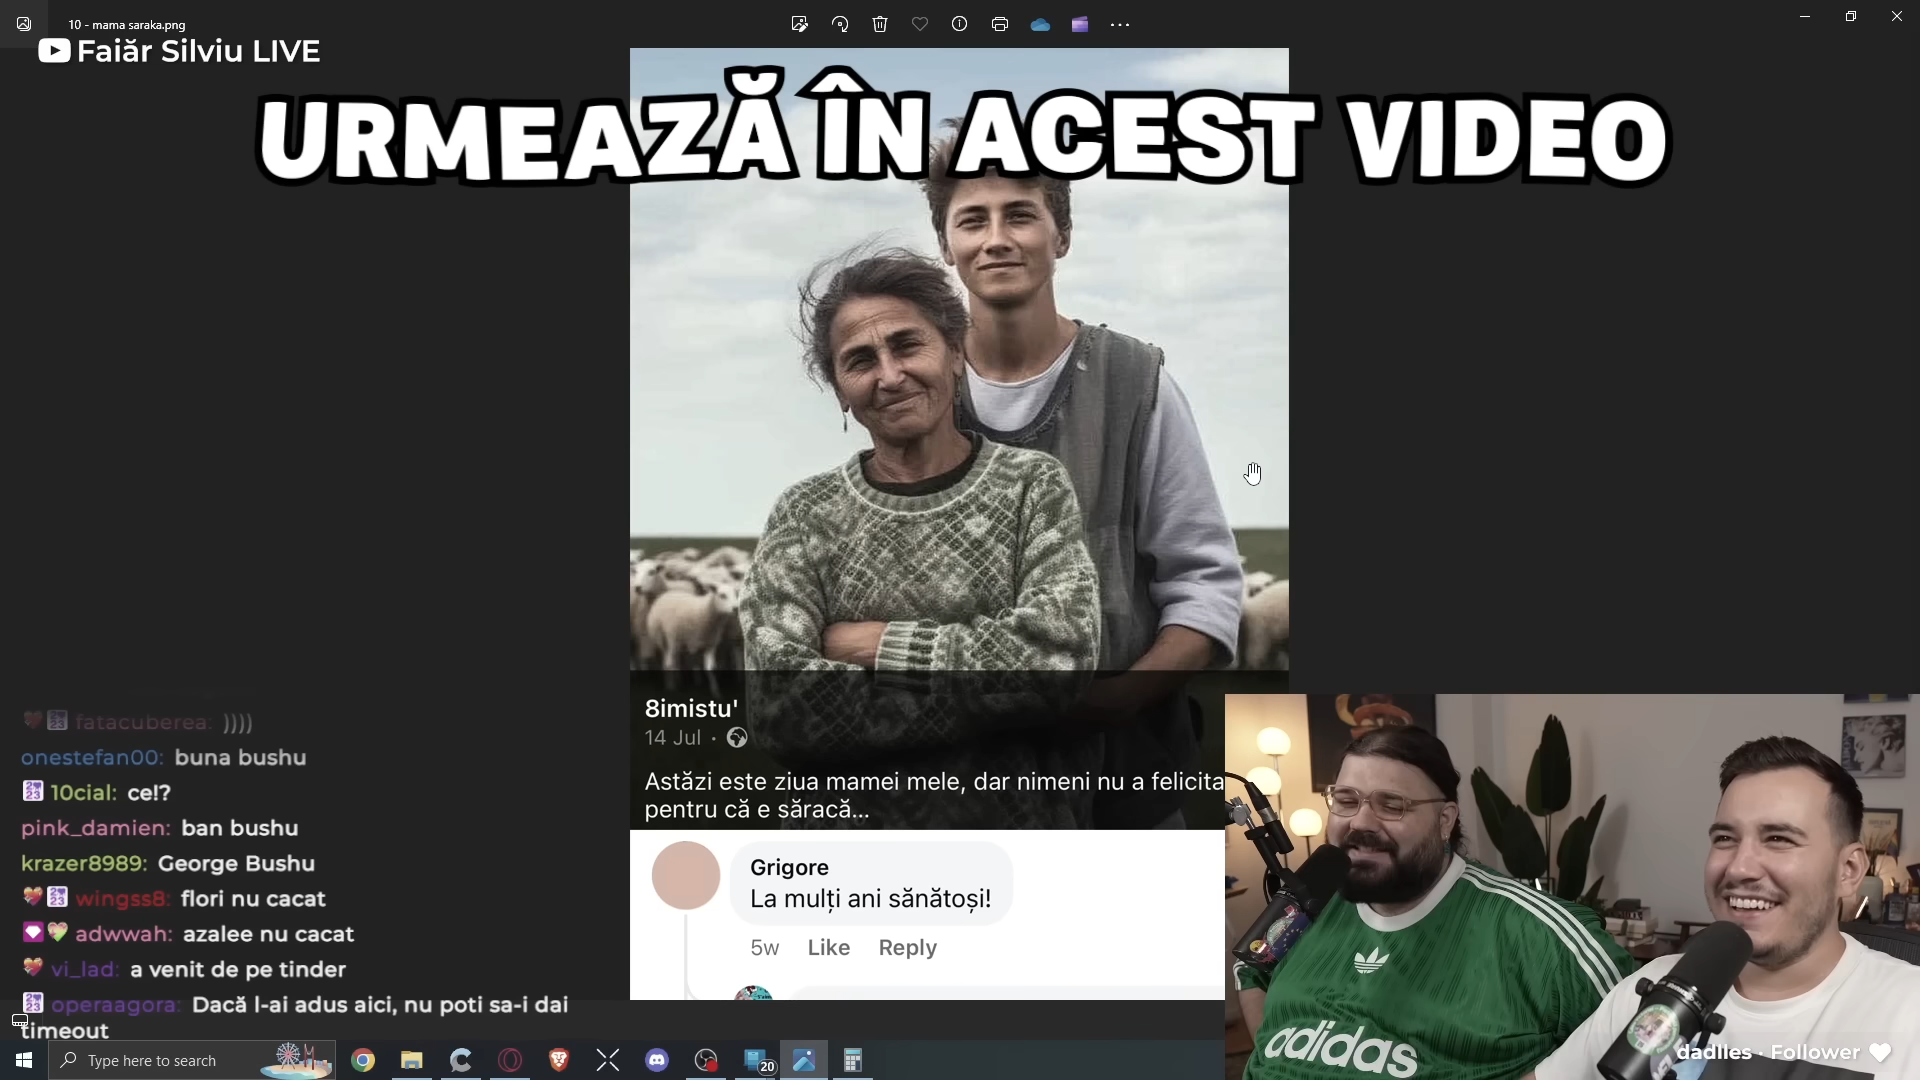 10 - mama saraka.png
Faiăr Silviu LIVE
URMEAZĂ ÎN ACEST VIDEO
8imistu'
14 Jul ·
Astăzi este ziua mamei mele, dar nimeni nu a felicita
pentru că e săracă...
Grigore
La mulți ani sănătoși!
5w Like Reply
fatacuberea: ))))
onestefan00: buna bushu
10cial: ce!?
pink_damien: ban bushu
krazer8989: George Bushu
wingss8: flori nu cacat
adwwah: azalee nu cacat
vi_lad: a venit de pe tinder
operaagora: Dacă l-ai adus aici, nu poti sa-i dai
timeout
adidas
dadlles · Follower
Type here to search
20